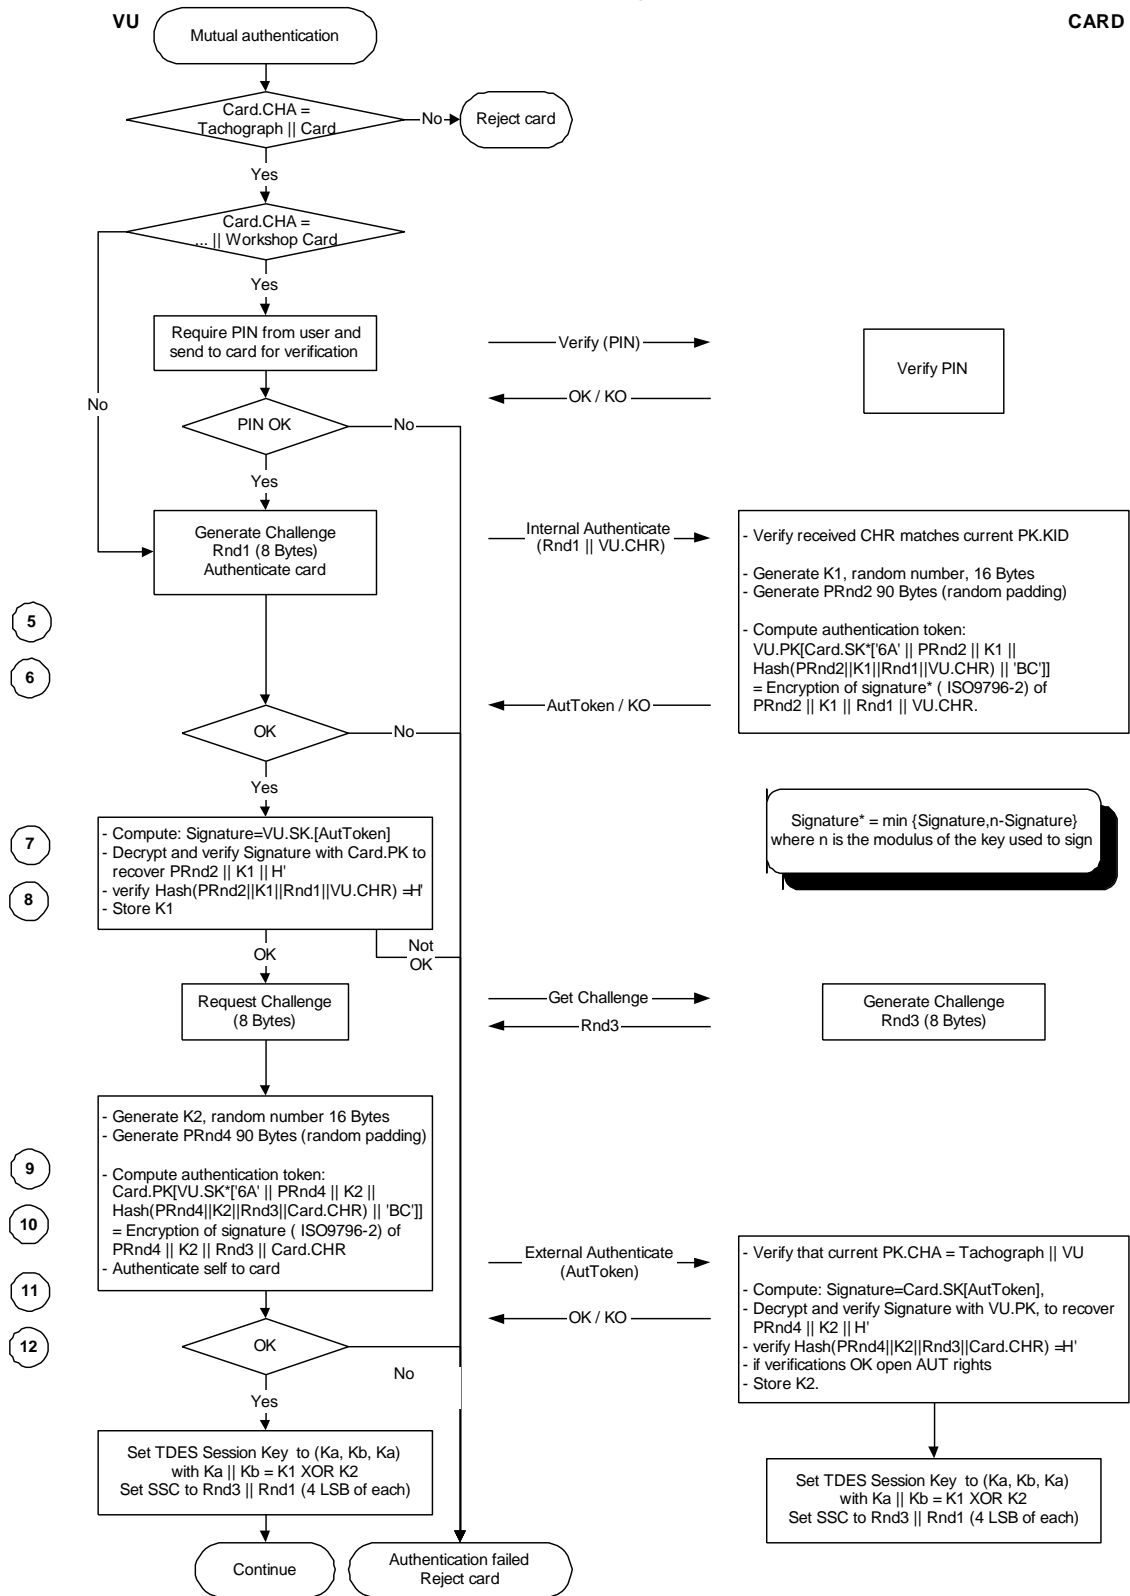 VU
CARD
Mutual authentication
Card.CHA =
Tachograph || Card
No
Reject card
Yes
Card.CHA =
... || Workshop Card
Yes
Require PIN from user and
send to card for verification
Verify (PIN)
Verify PIN
OK / KO
No
PIN OK
No
Yes
Generate Challenge
Rnd1 (8 Bytes)
Authenticate card
Internal Authenticate
(Rnd1 || VU.CHR)
- Verify received CHR matches current PK.KID
- Generate K1, random number, 16 Bytes
- Generate PRnd2 90 Bytes (random padding)
- Compute authentication token:
VU.PK[Card.SK*['6A' || PRnd2 || K1 ||
Hash(PRnd2||K1||Rnd1||VU.CHR) || 'BC']]
= Encryption of signature* ( ISO9796-2) of
PRnd2 || K1 || Rnd1 || VU.CHR.
5
6
AutToken / KO
OK
No
Yes
Signature* = min {Signature,n-Signature}
where n is the modulus of the key used to sign
7
8
- Compute: Signature=VU.SK.[AutToken]
- Decrypt and verify Signature with Card.PK to
recover PRnd2 || K1 || H'
- verify Hash(PRnd2||K1||Rnd1||VU.CHR) =H'
- Store K1
OK
Not
OK
Request Challenge
(8 Bytes)
Get Challenge
Rnd3
Generate Challenge
Rnd3 (8 Bytes)
- Generate K2, random number 16 Bytes
- Generate PRnd4 90 Bytes (random padding)
- Compute authentication token:
Card.PK[VU.SK*['6A' || PRnd4 || K2 ||
Hash(PRnd4||K2||Rnd3||Card.CHR) || 'BC']]
= Encryption of signature ( ISO9796-2) of
PRnd4 || K2 || Rnd3 || Card.CHR
- Authenticate self to card
9
10
11
12
External Authenticate
(AutToken)
OK / KO
- Verify that current PK.CHA = Tachograph || VU
- Compute: Signature=Card.SK[AutToken],
- Decrypt and verify Signature with VU.PK, to recover
PRnd4 || K2 || H'
- verify Hash(PRnd4||K2||Rnd3||Card.CHR) =H'
- if verifications OK open AUT rights
- Store K2.
OK
No
Yes
Set TDES Session Key to (Ka, Kb, Ka)
with Ka || Kb = K1 XOR K2
Set SSC to Rnd3 || Rnd1 (4 LSB of each)
Set TDES Session Key to (Ka, Kb, Ka)
with Ka || Kb = K1 XOR K2
Set SSC to Rnd3 || Rnd1 (4 LSB of each)
Continue
Authentication failed
Reject card